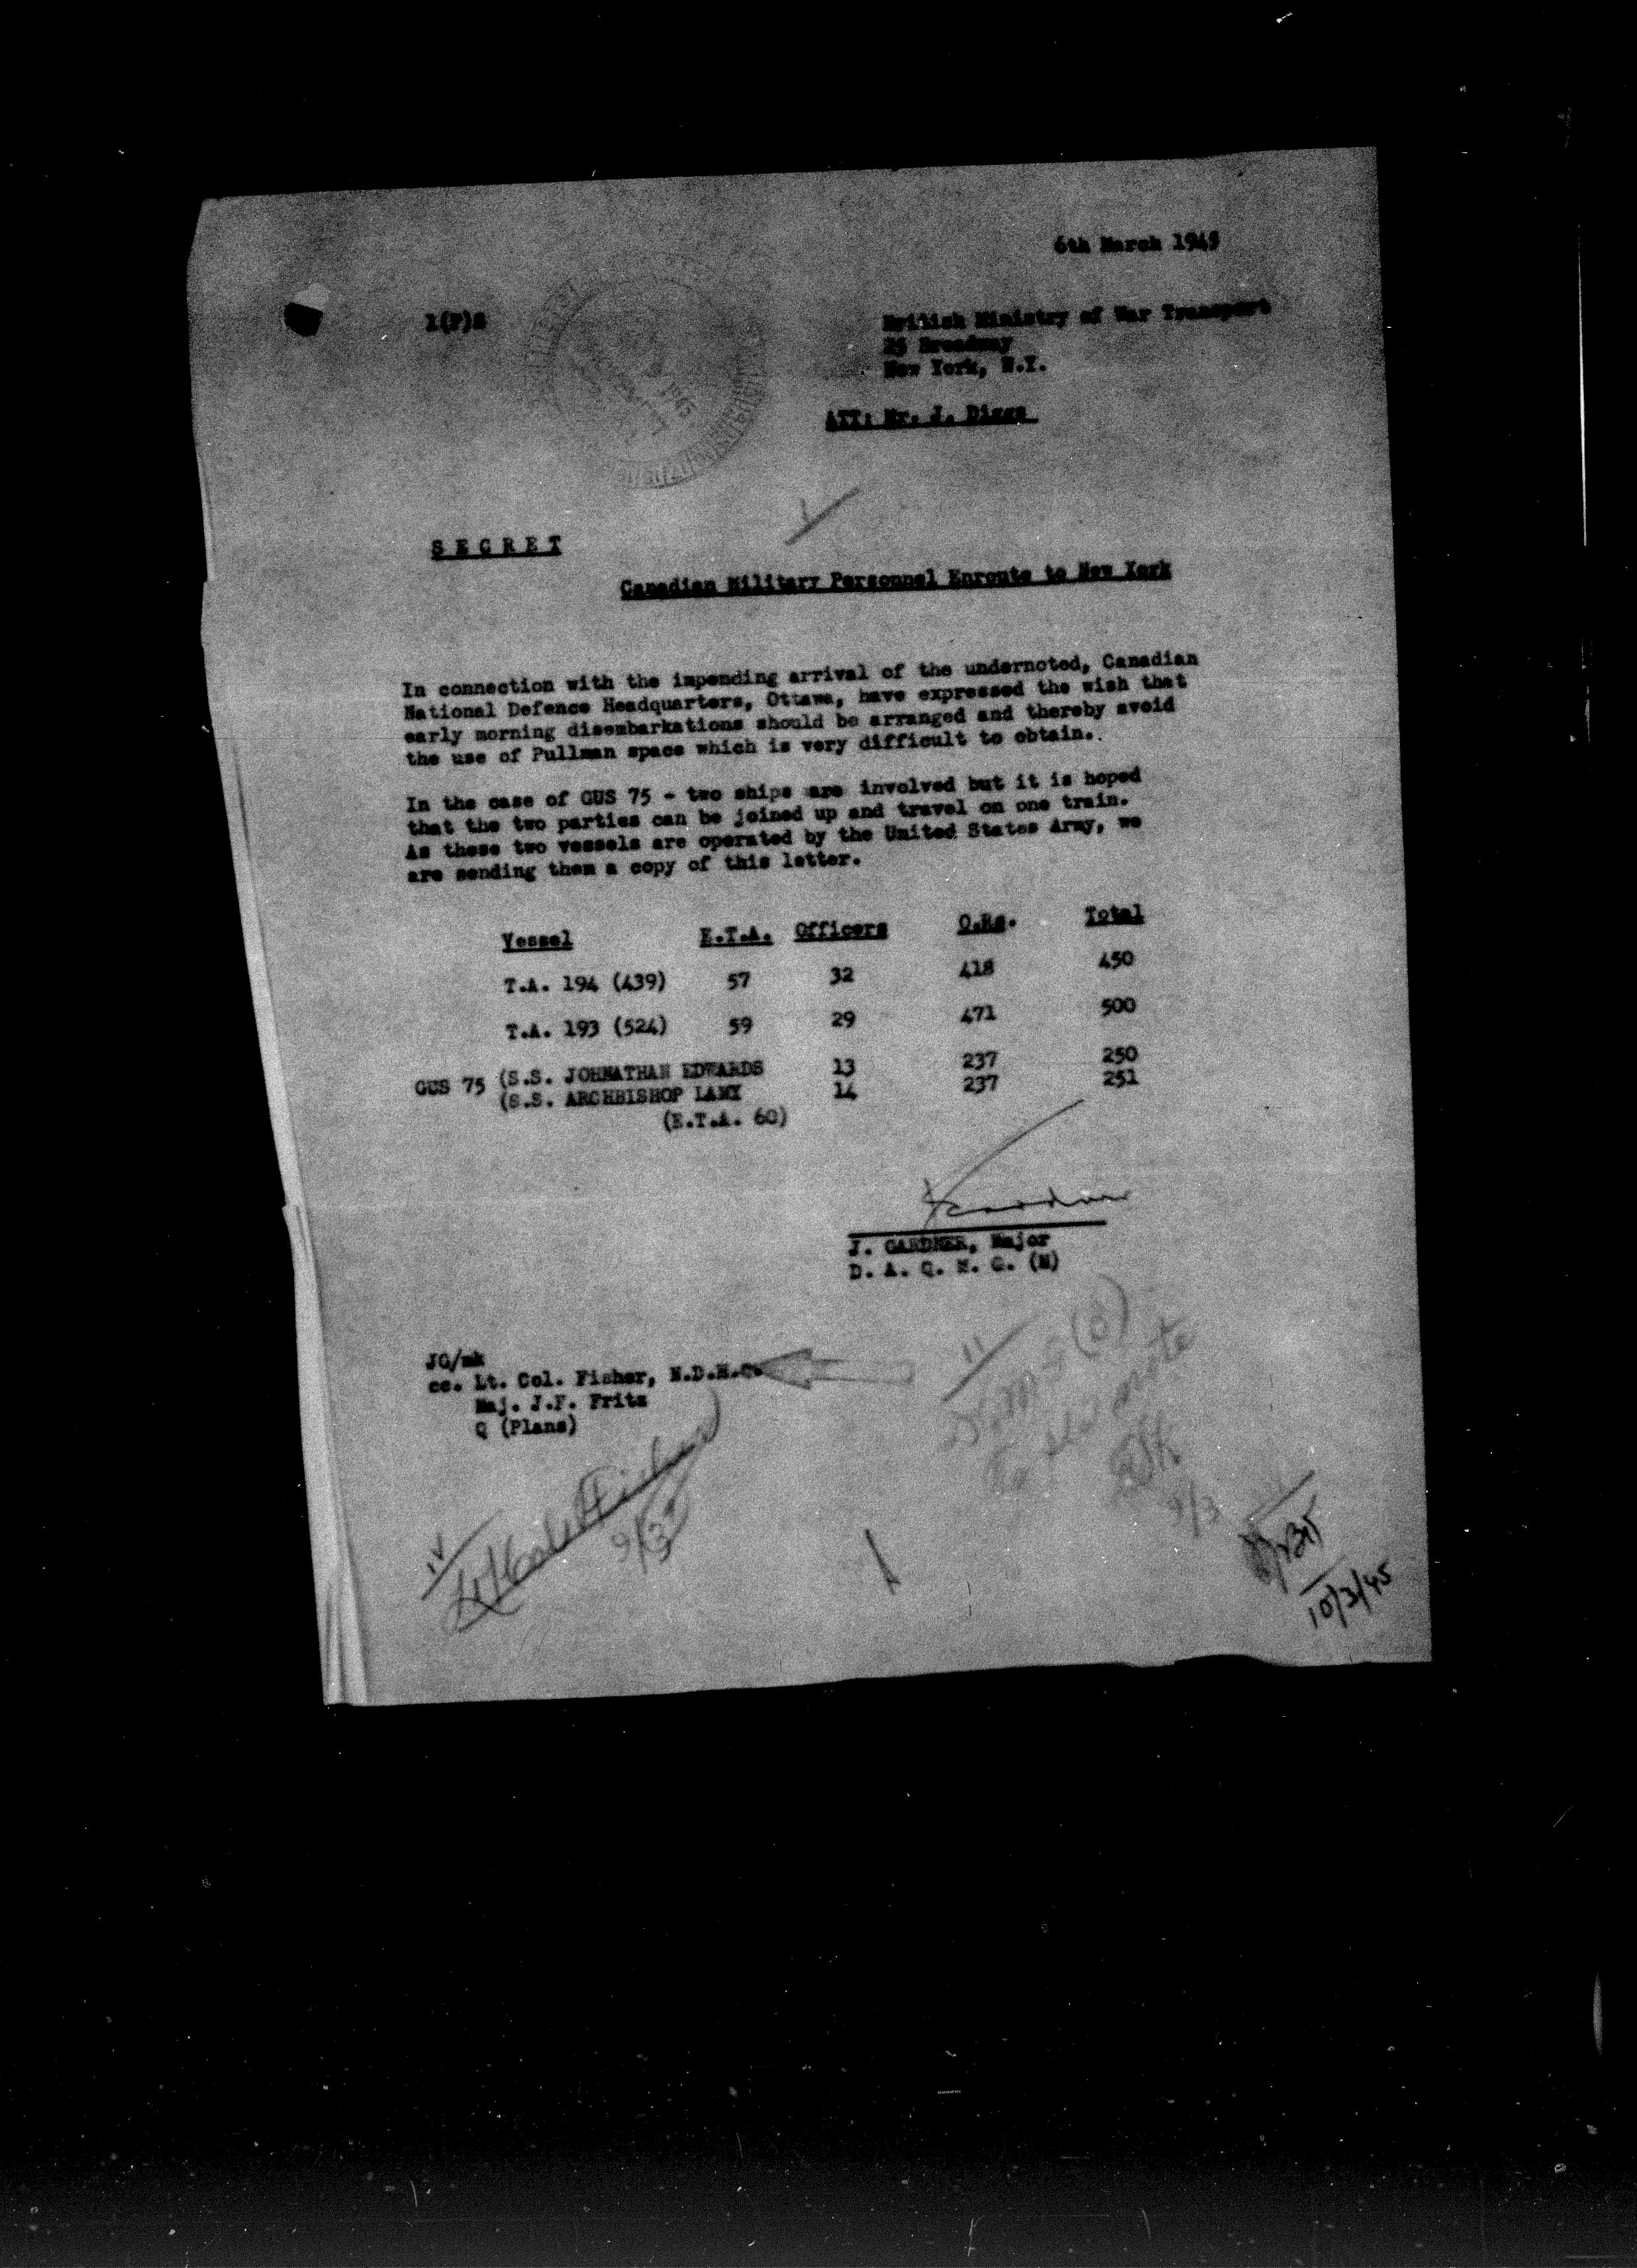 6th March 1945
1(P)2
British Ministry of War Transport
25 Broadway
New York, N.Y.
ATT: Mr. J. Diggs
1945
SECRET
Canadian Military Personnel Enroute to New York
In connection with the impending arrival of the undernoted, Canadian
National Defence Headquarters, Ottawa, have expressed the wish that
early morning disembarkations should be arranged and thereby avoid
the use of Pullman space which is very difficult to obtain.
In the case of GUS 75 - two ships are involved but it is hoped
that the two parties can be joined up and travel on one train.
As these two vessels are operated by the United States Army, we
are sending them a copy of this letter.
Vessel E.T.A. Officers O.Rs. Total
T.A. 194 (439) 57 32 418 450
T.A. 193 (524) 59 29 471 500
GUS 75 (S.S. JOHNATHAN EDWARDS 13 237 250
(S.S. ARCHBISHOP LAMY 14 237 251
(E.T.A. 60)
J. GARDNER, Major
D. A. Q. M. G. (M)
JG/mk
cc. Lt. Col. Fisher, N.D.H.Q.
Maj. J.F. Fritz
Q (Plans)
Lt Col Fisher
9/3
9/3
10/3/45